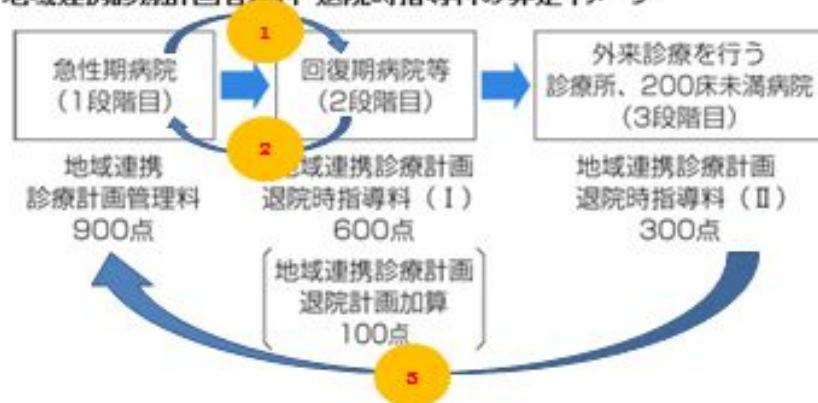 急性期病院
(1段階目)
回復期病院等
(2段階目)
外来診療を行う
診療所、200床未満病院
(3段階目)
1
2
地域連携
診療計画管理料
900点
地域連携診療計画
退院時指導料(Ⅰ)
600点
地域連携診療計画
退院時指導料(Ⅱ)
300点
地域連携診療計画
退院計画加算
100点
3